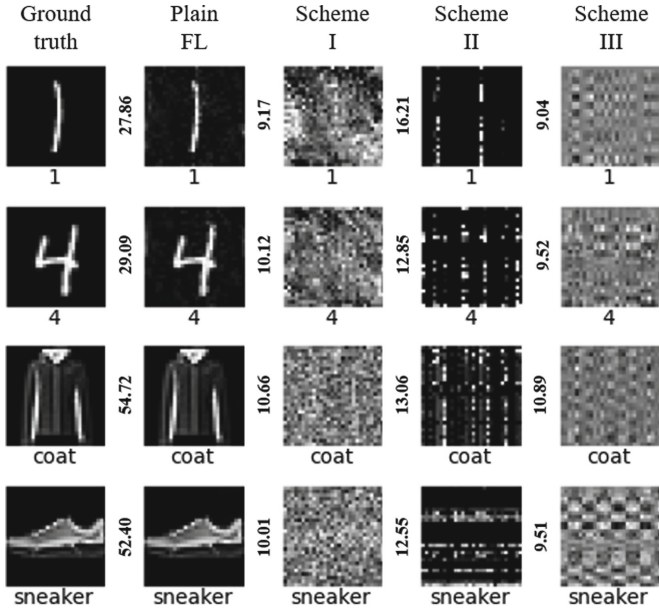 Ground truth Plain FL Scheme I Scheme II Scheme III
27.86 9.17 16.21 9.04
1 1 1 1 1
29.09 10.12 12.85 9.52
4 4 4 4 4
54.72 10.66 13.06 10.89
coat coat coat coat coat
52.40 10.01 12.55 9.51
sneaker sneaker sneaker sneaker sneaker